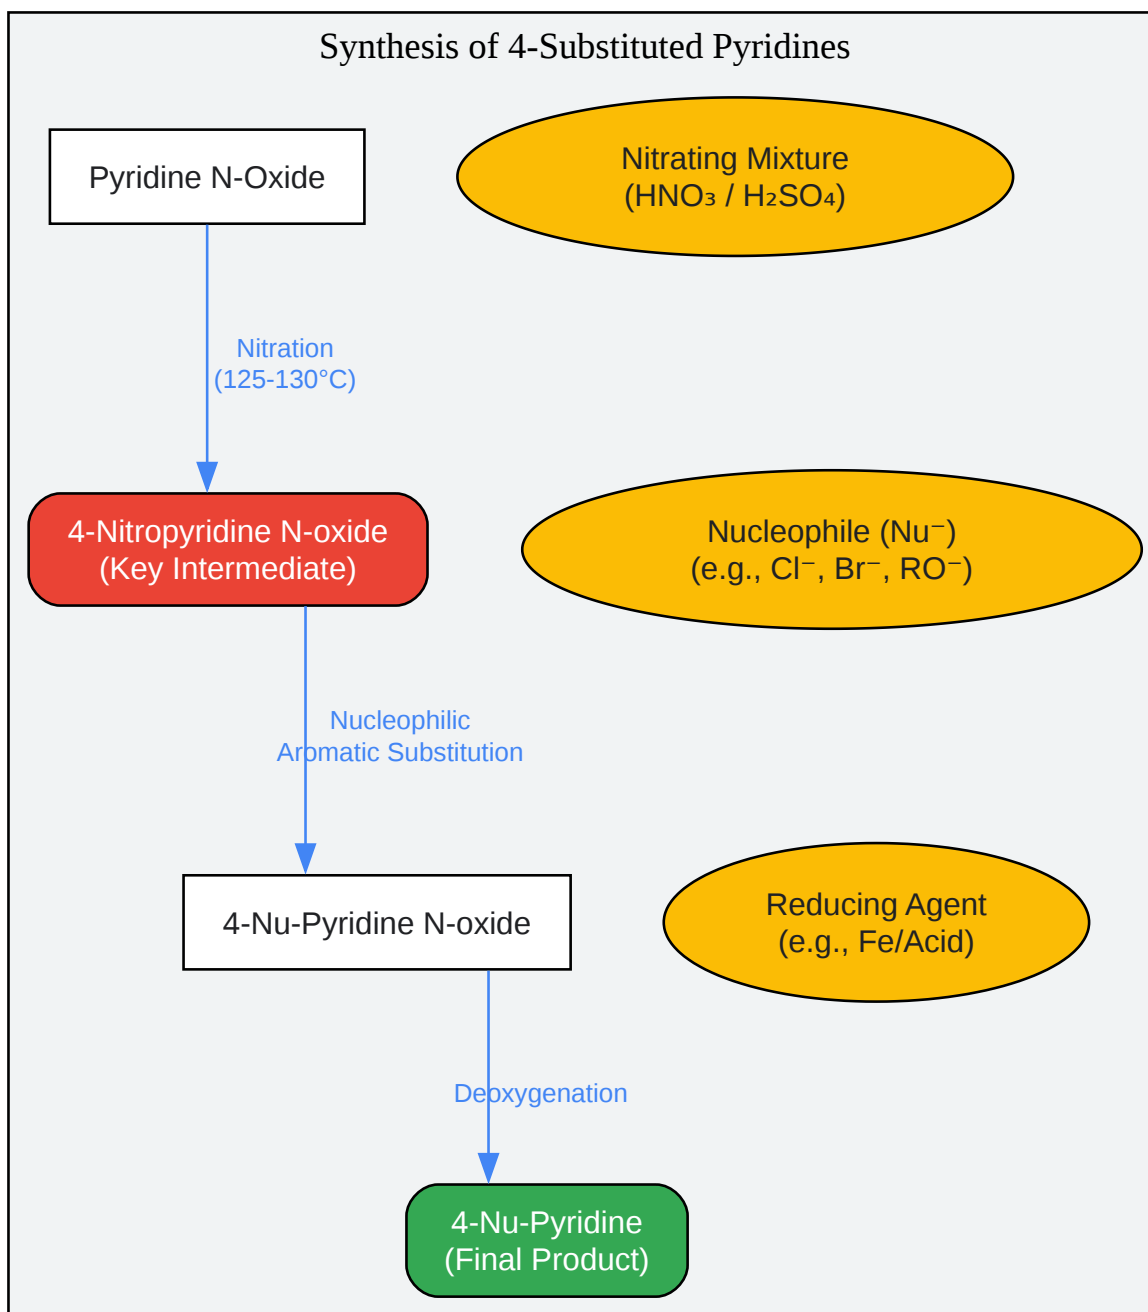 Synthesis of 4-Substituted Pyridines
Pyridine N-Oxide
Nitrating Mixture
(HNO₃ / H₂SO₄)
Nitration
(125-130°C)
4-Nitropyridine N-oxide
(Key Intermediate)
Nucleophile (Nu⁻)
(e.g., Cl⁻, Br⁻, RO⁻)
Nucleophilic
Aromatic Substitution
4-Nu-Pyridine N-oxide
Reducing Agent
(e.g., Fe/Acid)
Deoxygenation
4-Nu-Pyridine
(Final Product)